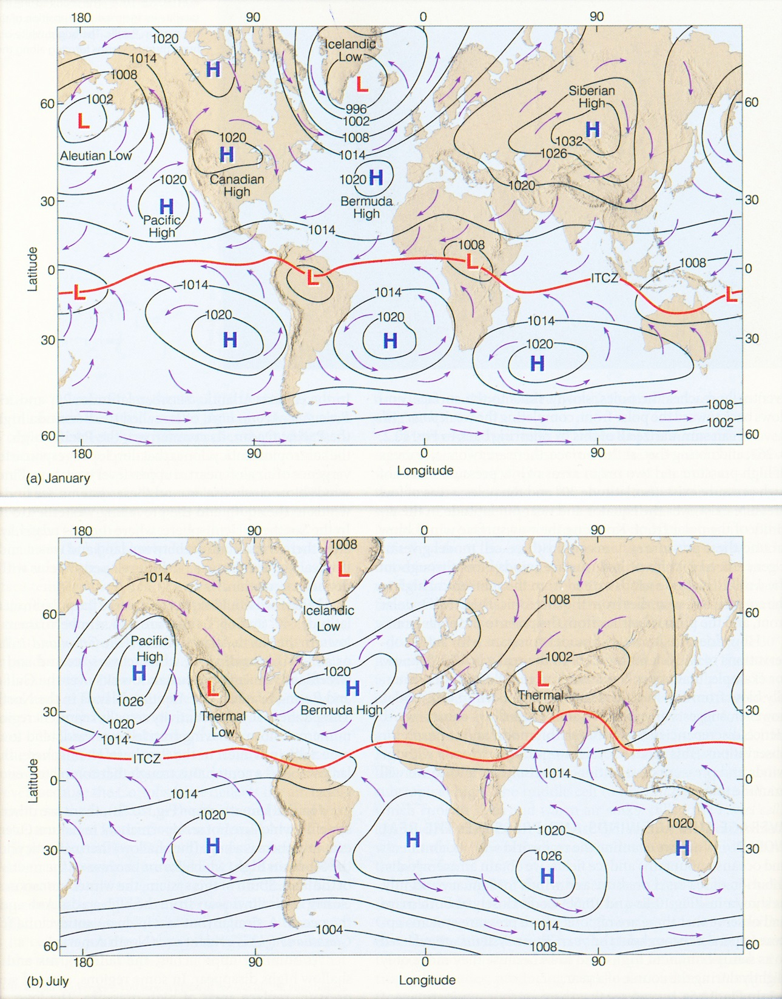 180 90 0 90
1020
Icelandic
Low
1014
H
1008
L
Siberian
High
60
1002
60
996
L
1002
H
1020
1008
1032
Aleutian Low
H
1014
1026
1020
1020
H
Canadian
High
1020
30
H
Bermuda
High
30
Pacific
High
1014
1008
L
1008
0
0
L
ITCZ
L
L
1014
1014
1020
1020
1014
30
H
H
1020
30
H
1008
1002
60
60
180 90 0 90
Latitude
Longitude
(a) January
180 90 0 90
1008
1014
L
1008
60
Icelandic
Low
60
Pacific
High
1002
H
1020
L
L
H
Thermal
Low
1026
Bermuda High
30
Thermal
Low
30
1020
1014
ITCZ
1014
0
0
1014
1020
1020
1020
H
H
H
30
1026
30
H
1014
1004
1008
60
60
180 90 0 90
Latitude
Longitude
(b) July